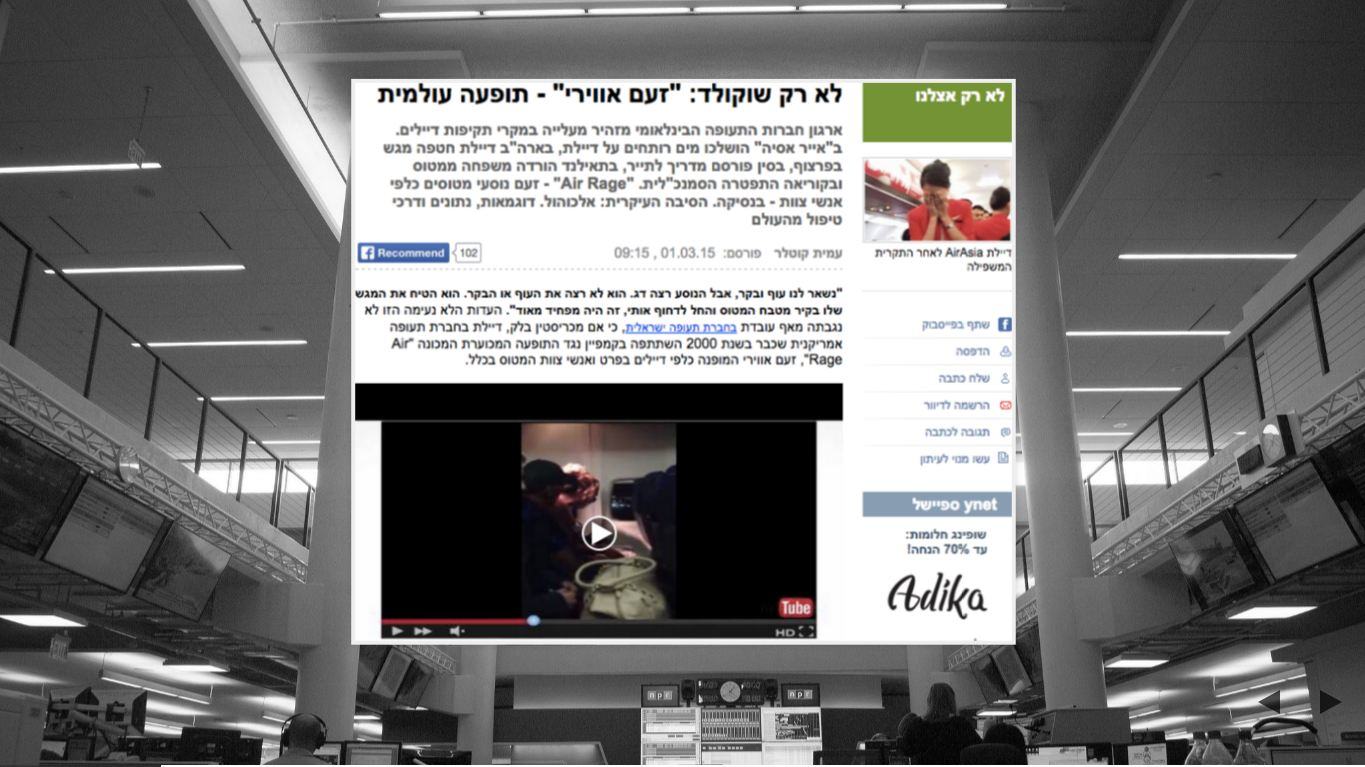 לא רק שוקולד: "זעם אווירי" - תופעה עולמית
ארגון חברות התעופה הבינלאומי מזהיר מעלייה במקרי תקיפות דיילים.
ב"אייר אסיה" הושלכו מים רותחים על דיילת, בארה"ב דיילת חטפה מגש
בפרצוף, בסין פורסם מדריך לתייר, בתאילנד הורדה משפחה ממטוס
ובקוריאה התפטרה הסמנכ"לית. "Air Rage" - זעם נוסעי מטוסים כלפי
אנשי צוות - בנסיקה. הסיבה העיקרית: אלכוהול. דוגמאות, נתונים ודרכי
טיפול מהעולם
עמית קוטלר פורסם: 01.03.15 , 09:15
Recommend 102
"נשאר לנו עוף ובקר, אבל הנוסע רצה דג. הוא לא רצה את העוף או הבקר. הוא הטיח את המגש
שלו בקיר מטבח המטוס והחל לדחוף אותי, זה היה מפחיד מאוד". העדות הלא נעימה הזו לא
נגבתה מאף עובדת בחברת תעופה ישראלית, כי אם מכריסטין בלק, דיילת בחברת תעופה
אמריקנית שכבר בשנת 2000 השתתפה בקמפיין נגד התופעה המכוערת המכונה "Air
Rage", זעם אווירי המופנה כלפי דיילים בפרט ואנשי צוות המטוס בכלל.
Tube
HD
לא רק אצלנו
דיילת AirAsia לאחר התקרית
המשפילה
שתף בפייסבוק
הדפסה
שלח כתבה
הרשמה לדיוור
תגובה לכתבה
עשו מנוי לעיתון
ynet ספיישל
שופינג חלומות:
עד 70% הנחה!
Adika
npr
npr